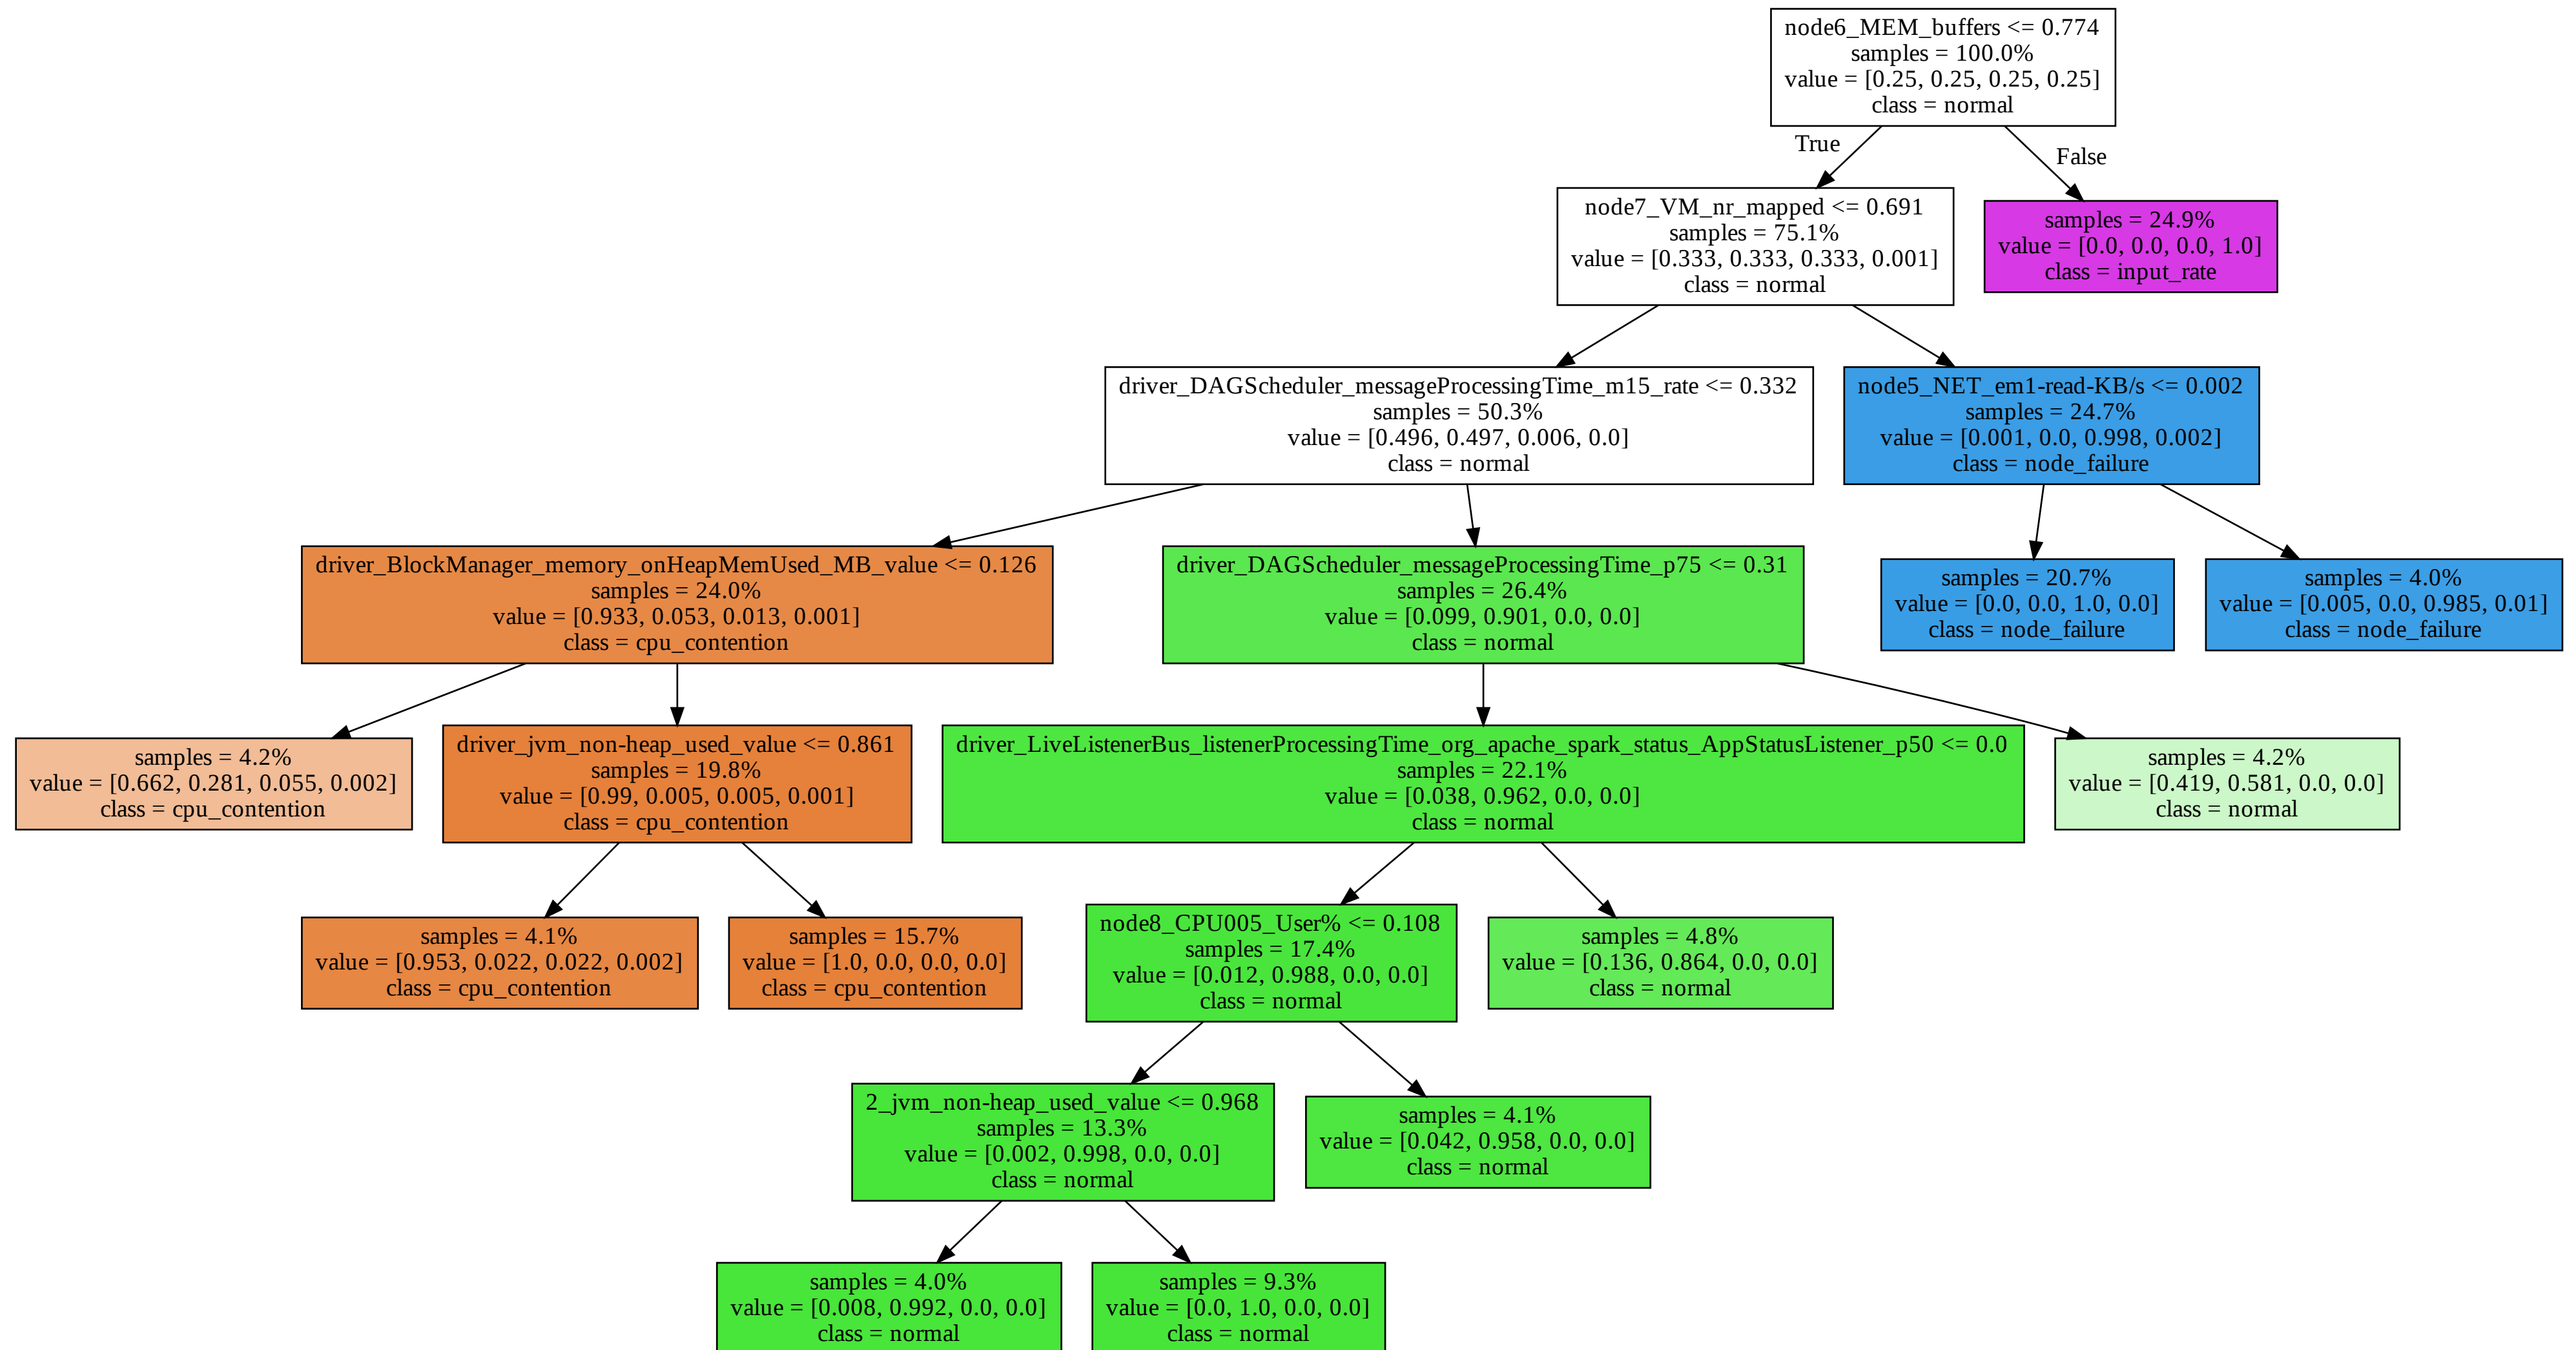 node6_MEM_buffers <= 0.774
samples = 100.0%
value = [0.25, 0.25, 0.25, 0.25]
class = normal
True
False
node7_VM_nr_mapped <= 0.691
samples = 75.1%
value = [0.333, 0.333, 0.333, 0.001]
class = normal
samples = 24.9%
value = [0.0, 0.0, 0.0, 1.0]
class = input_rate
driver_DAGScheduler_messageProcessingTime_m15_rate <= 0.332
samples = 50.3%
value = [0.496, 0.497, 0.006, 0.0]
class = normal
node5_NET_em1-read-KB/s <= 0.002
samples = 24.7%
value = [0.001, 0.0, 0.998, 0.002]
class = node_failure
driver_BlockManager_memory_onHeapMemUsed_MB_value <= 0.126
samples = 24.0%
value = [0.933, 0.053, 0.013, 0.001]
class = cpu_contention
driver_DAGScheduler_messageProcessingTime_p75 <= 0.31
samples = 26.4%
value = [0.099, 0.901, 0.0, 0.0]
class = normal
samples = 20.7%
value = [0.0, 0.0, 1.0, 0.0]
class = node_failure
samples = 4.0%
value = [0.005, 0.0, 0.985, 0.01]
class = node_failure
samples = 4.2%
value = [0.662, 0.281, 0.055, 0.002]
class = cpu_contention
driver_jvm_non-heap_used_value <= 0.861
samples = 19.8%
value = [0.99, 0.005, 0.005, 0.001]
class = cpu_contention
driver_LiveListenerBus_listenerProcessingTime_org_apache_spark_status_AppStatusListener_p50 <= 0.0
samples = 22.1%
value = [0.038, 0.962, 0.0, 0.0]
class = normal
samples = 4.2%
value = [0.419, 0.581, 0.0, 0.0]
class = normal
samples = 4.1%
value = [0.953, 0.022, 0.022, 0.002]
class = cpu_contention
samples = 15.7%
value = [1.0, 0.0, 0.0, 0.0]
class = cpu_contention
node8_CPU005_User% <= 0.108
samples = 17.4%
value = [0.012, 0.988, 0.0, 0.0]
class = normal
samples = 4.8%
value = [0.136, 0.864, 0.0, 0.0]
class = normal
2_jvm_non-heap_used_value <= 0.968
samples = 13.3%
value = [0.002, 0.998, 0.0, 0.0]
class = normal
samples = 4.1%
value = [0.042, 0.958, 0.0, 0.0]
class = normal
samples = 4.0%
value = [0.008, 0.992, 0.0, 0.0]
class = normal
samples = 9.3%
value = [0.0, 1.0, 0.0, 0.0]
class = normal